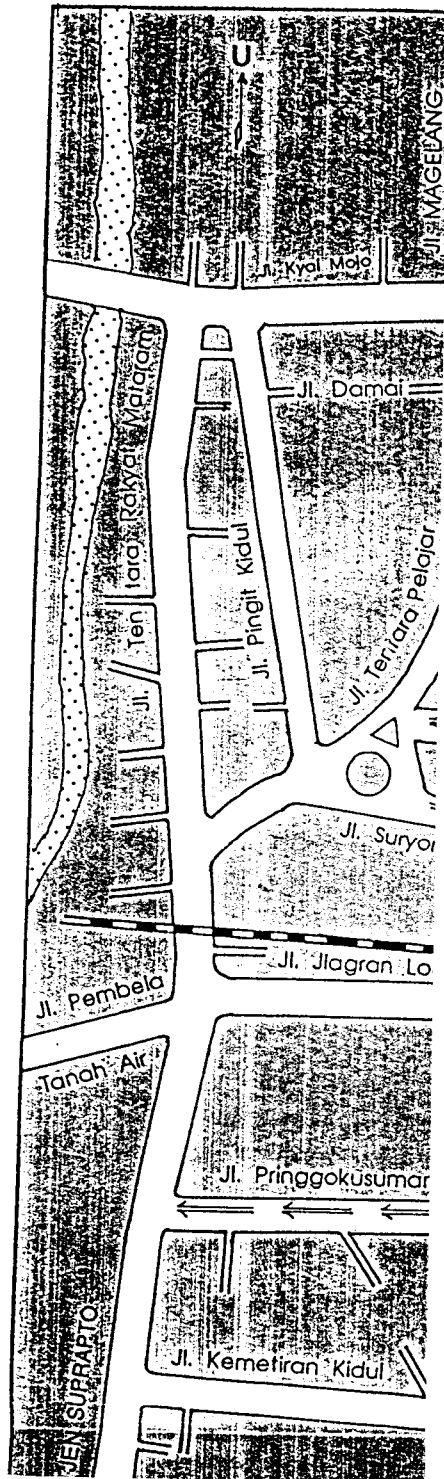 U
Jl. MAGELANG
Jl. Kyai Mojo
Jl. Damai
Jl. Tentara Rakyat Mataram
Jl. Pingit Kidul
Jl. Tentara Pelajar
Jl. Suryo
Jl. Jlagran Lo
Jl. Pembela
Tanah Air
Jl. Pringgokusuman
Jl. Kemetiran Kidul
JEN. SUPRAPTO